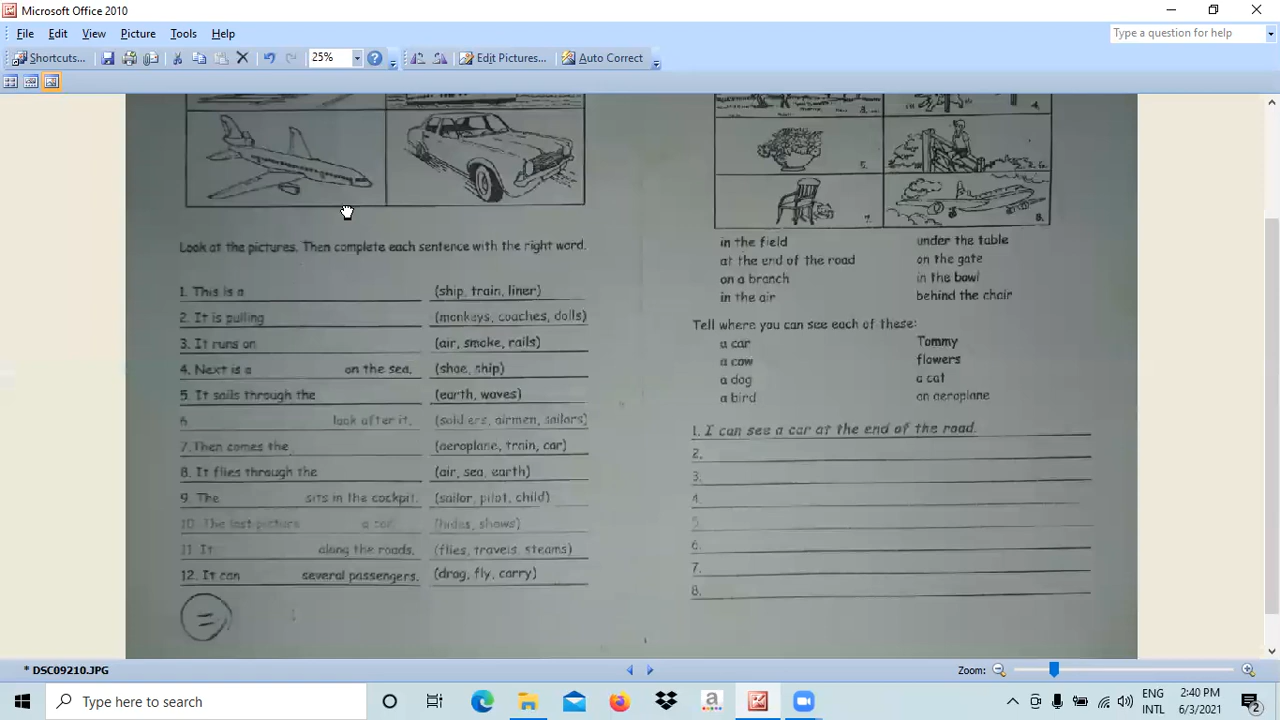 Microsoft Office 2010
File Edit View Picture Tools Help
Type a question for help
Shortcuts... 25% Edit Pictures... Auto Correct
Look at the pictures. Then complete each sentence with the right word.
1. This is a (ship, train, liner)
2. It is pulling (monkeys, coaches, dolls)
3. It runs on (air, smoke, rails)
4. Next is a on the sea. (shoe, ship)
5. It sails through the (earth, waves)
6 look after it. (sold ers, airmen, sailors)
7. Then comes the (aeroplane, train, car)
8. It flies through the (air, sea, earth)
9. The sits in the cockpit. (sailor, pilot, child)
10. The last picture a car. (hides, shows)
11 It along the roads. (flies, travels, steams)
12. It can several passengers. (drag, fly, carry)
=
4.
5.
6.
7.
8.
in the field under the table
at the end of the road on the gate
on a branch in the bowl
in the air behind the chair
Tell where you can see each of these:
a car Tommy
a cow flowers
a dog a cat
a bird an aeroplane
1. I can see a car at the end of the road.
2.
3.
4.
5.
6.
7.
8.
* DSC09210.JPG
Zoom:
Type here to search
a
ENG
INTL
2:40 PM
6/3/2021
2